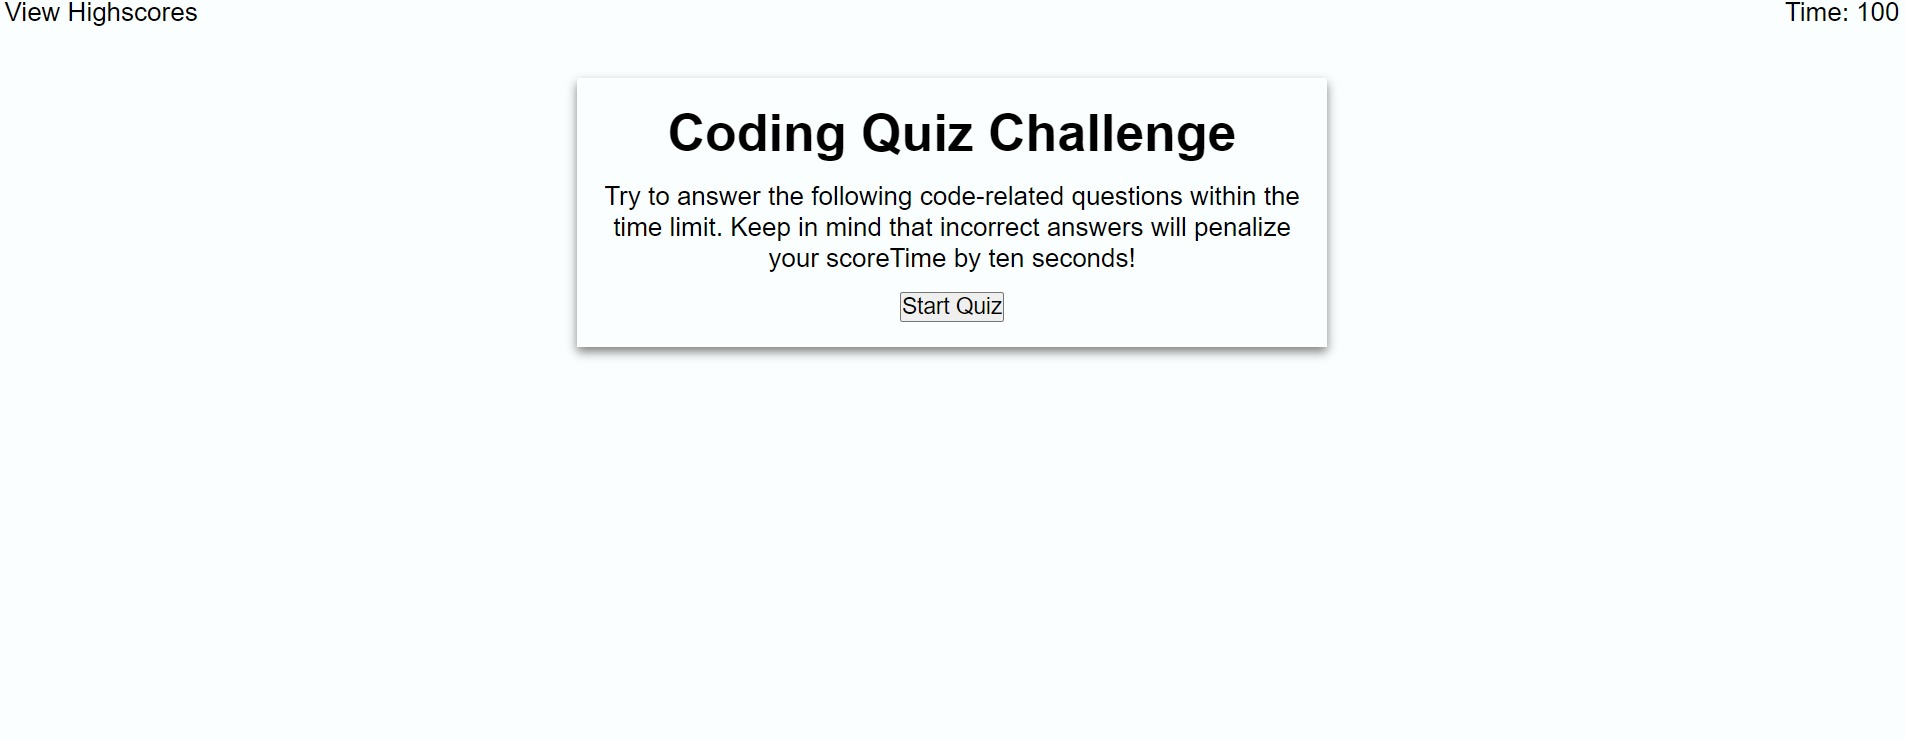 View Highscores
Time: 100
Coding Quiz Challenge
Try to answer the following code-related questions within the
time limit. Keep in mind that incorrect answers will penalize
your scoreTime by ten seconds!
Start Quiz